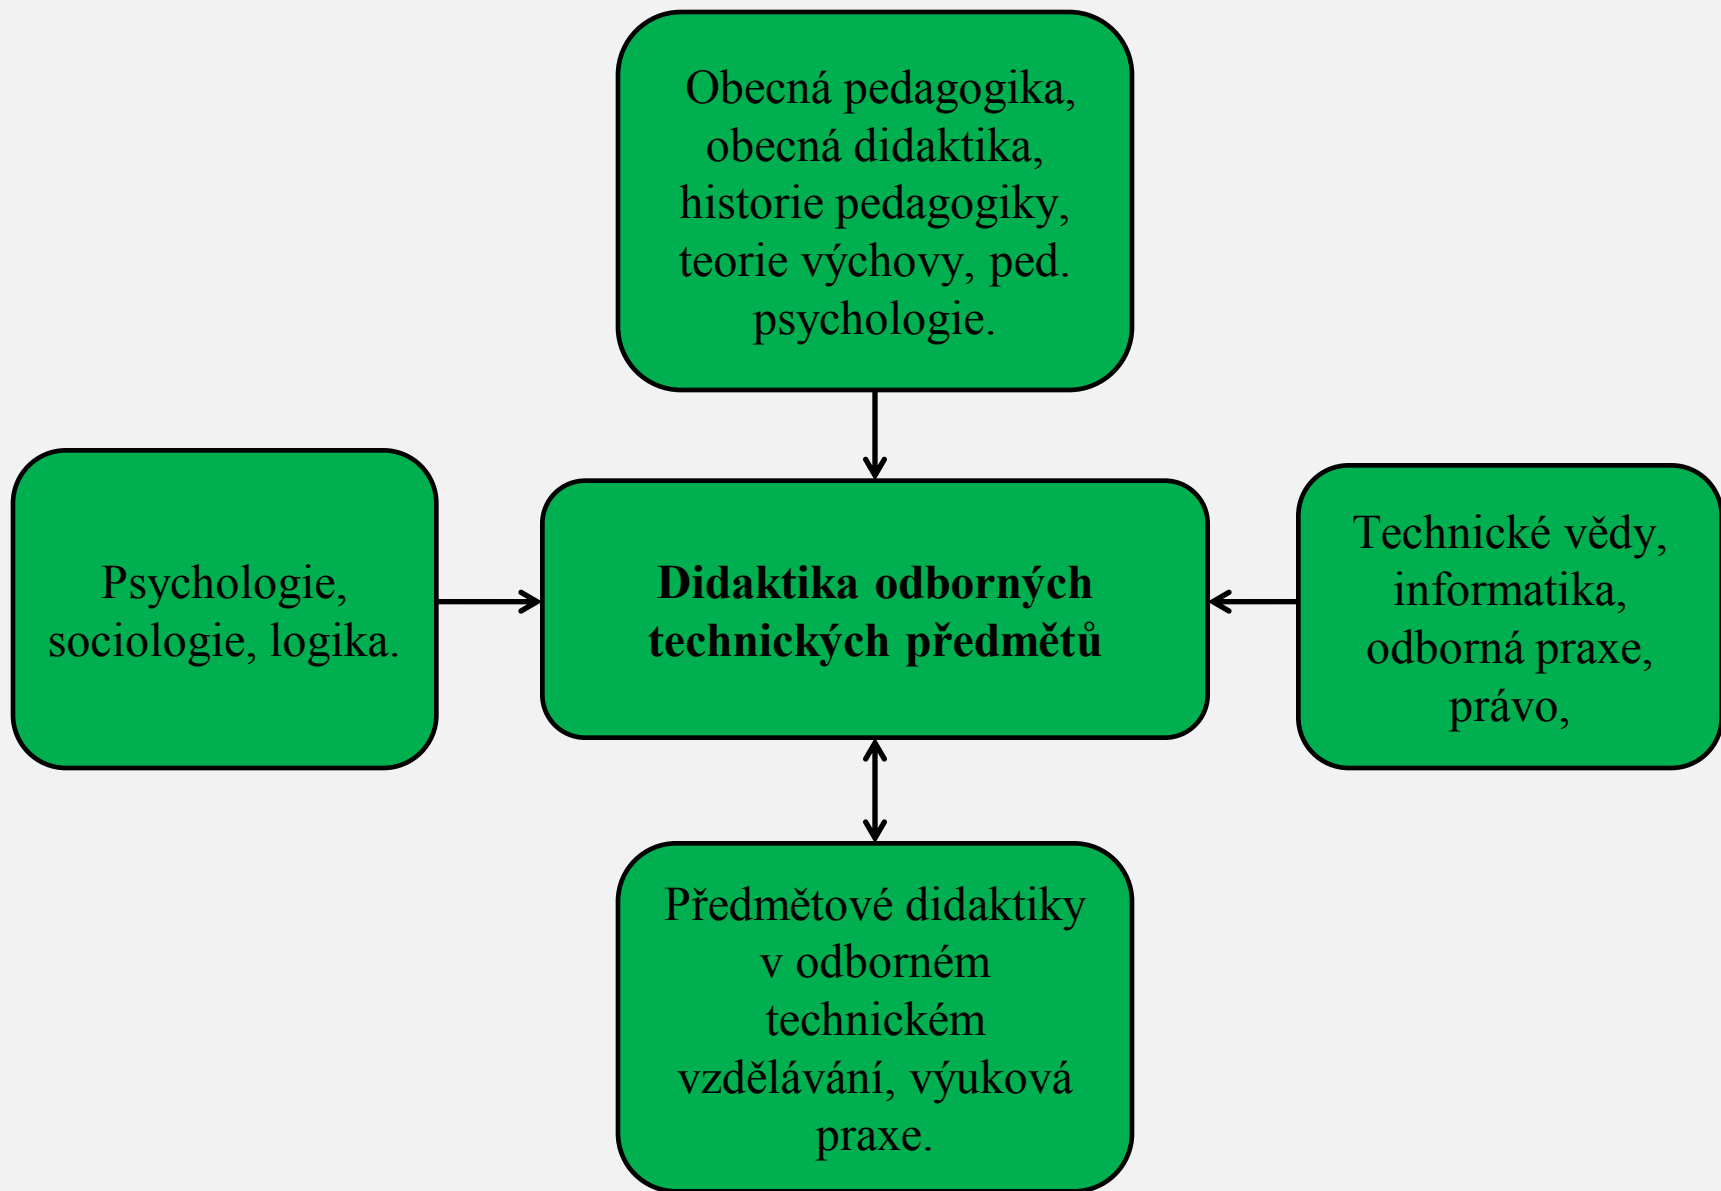 Obecná pedagogika,
obecná didaktika,
historie pedagogiky,
teorie výchovy, ped.
psychologie.
Psychologie,
sociologie, logika.
Didaktika odborných
technických předmětů
Technické vědy,
informatika,
odborná praxe,
právo,
Předmětové didaktiky
v odborném
technickém
vzdělávání, výuková
praxe.